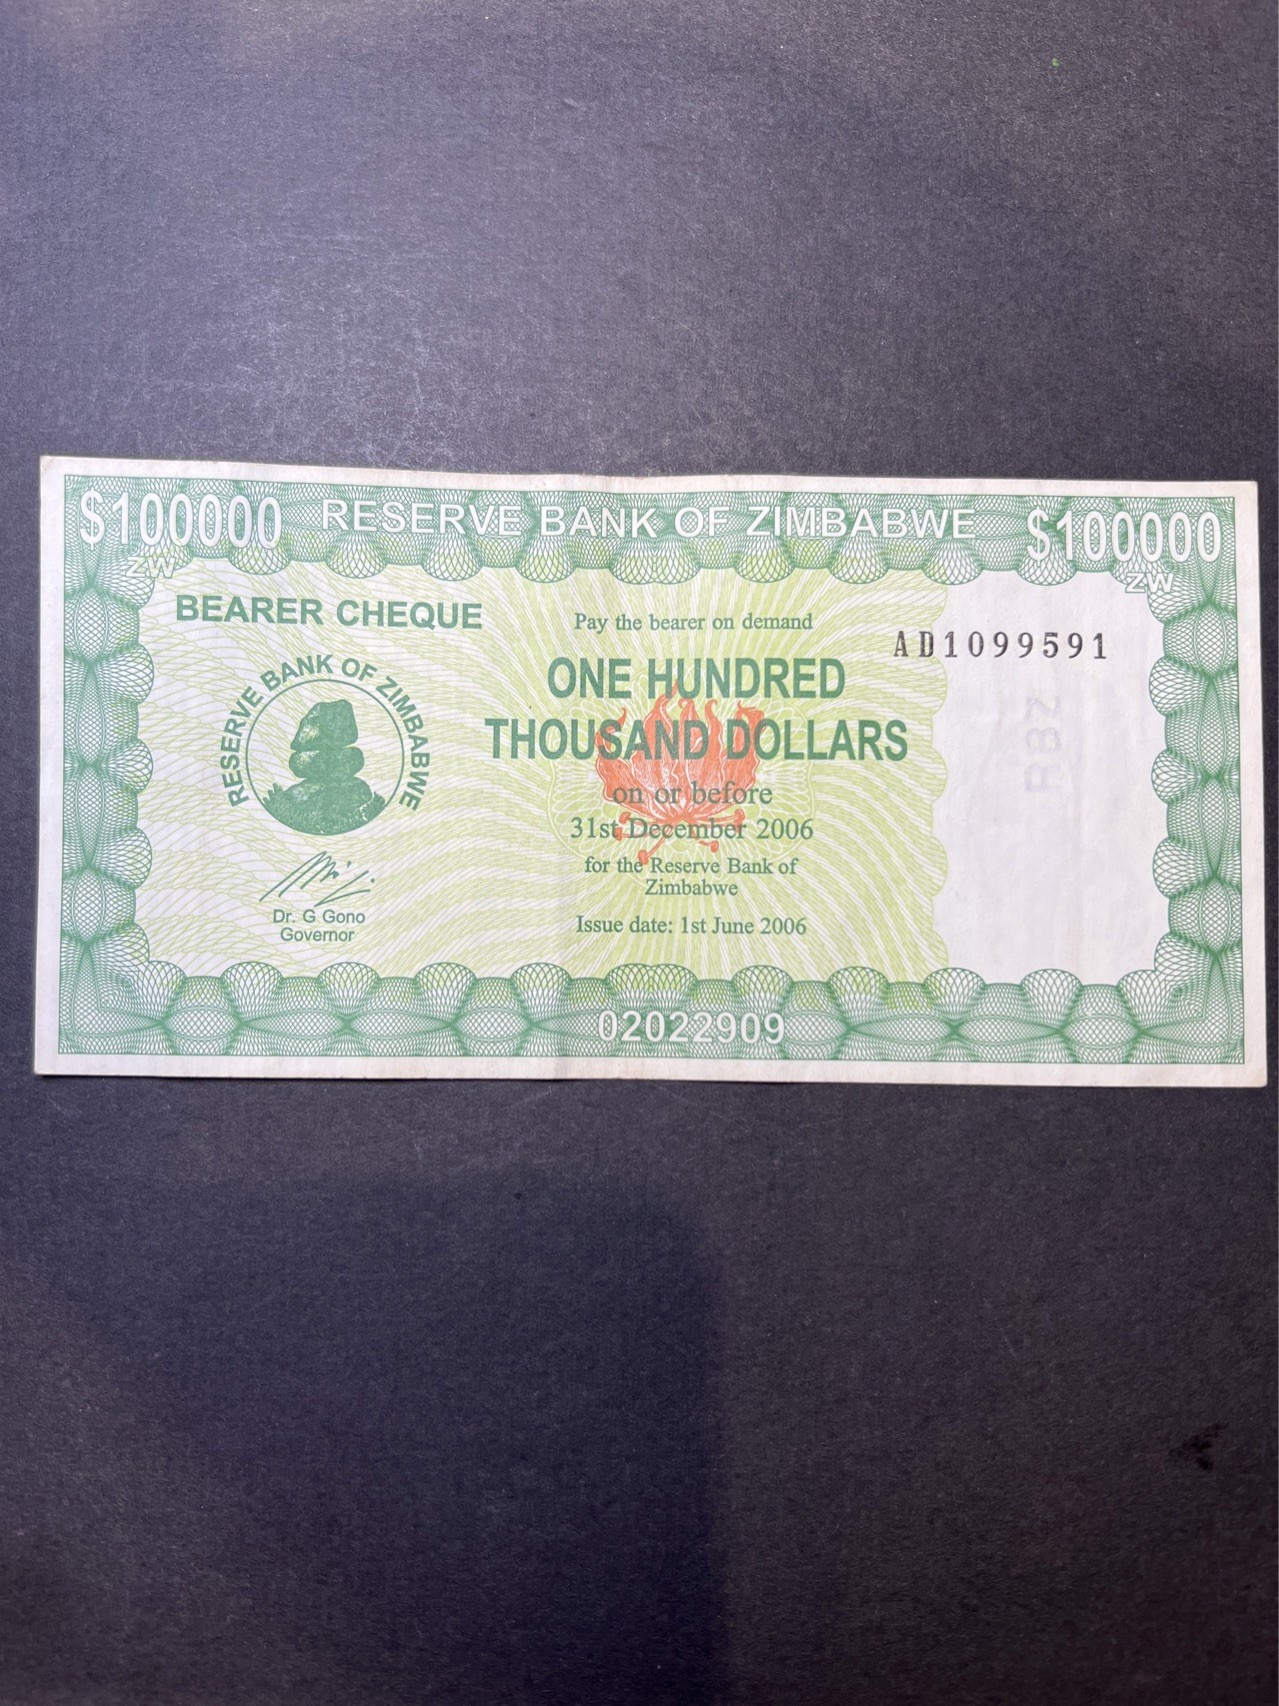 $100000 RESERVE BANK OF ZIMBABWE $100000
ZW ZW
BEARER CHEQUE
Pay the bearer on demand
AD1099591
ONE HUNDRED
THOUSAND DOLLARS
on or before
31st December 2006
for the Reserve Bank of
Zimbabwe
Issue date: 1st June 2006
RESERVE BANK OF ZIMBABWE
Dr. G Gono
Governor
RBZ
02022909